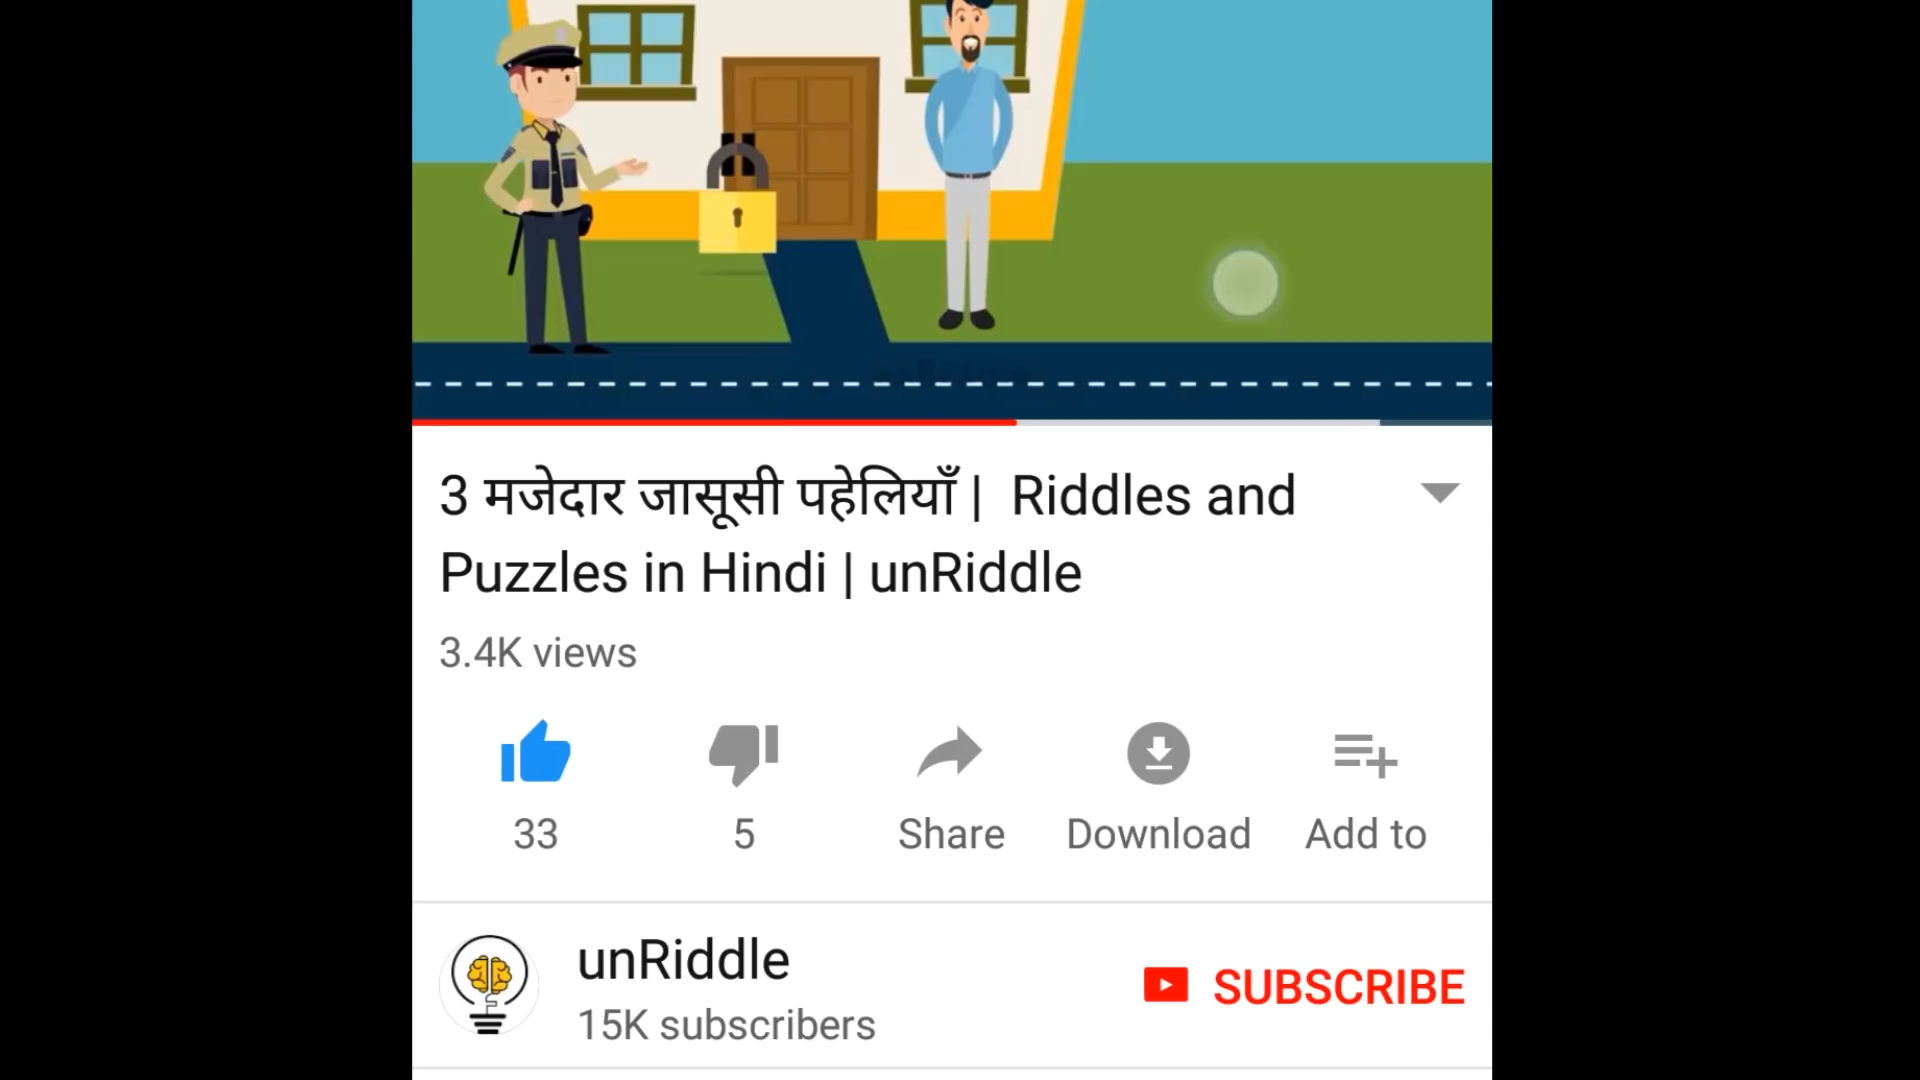 3 मजेदार जासूसी पहेलियाँ | Riddles and
Puzzles in Hindi | unRiddle
3.4K views
33
5
Share
Download
Add to
unRiddle
15K subscribers
SUBSCRIBE